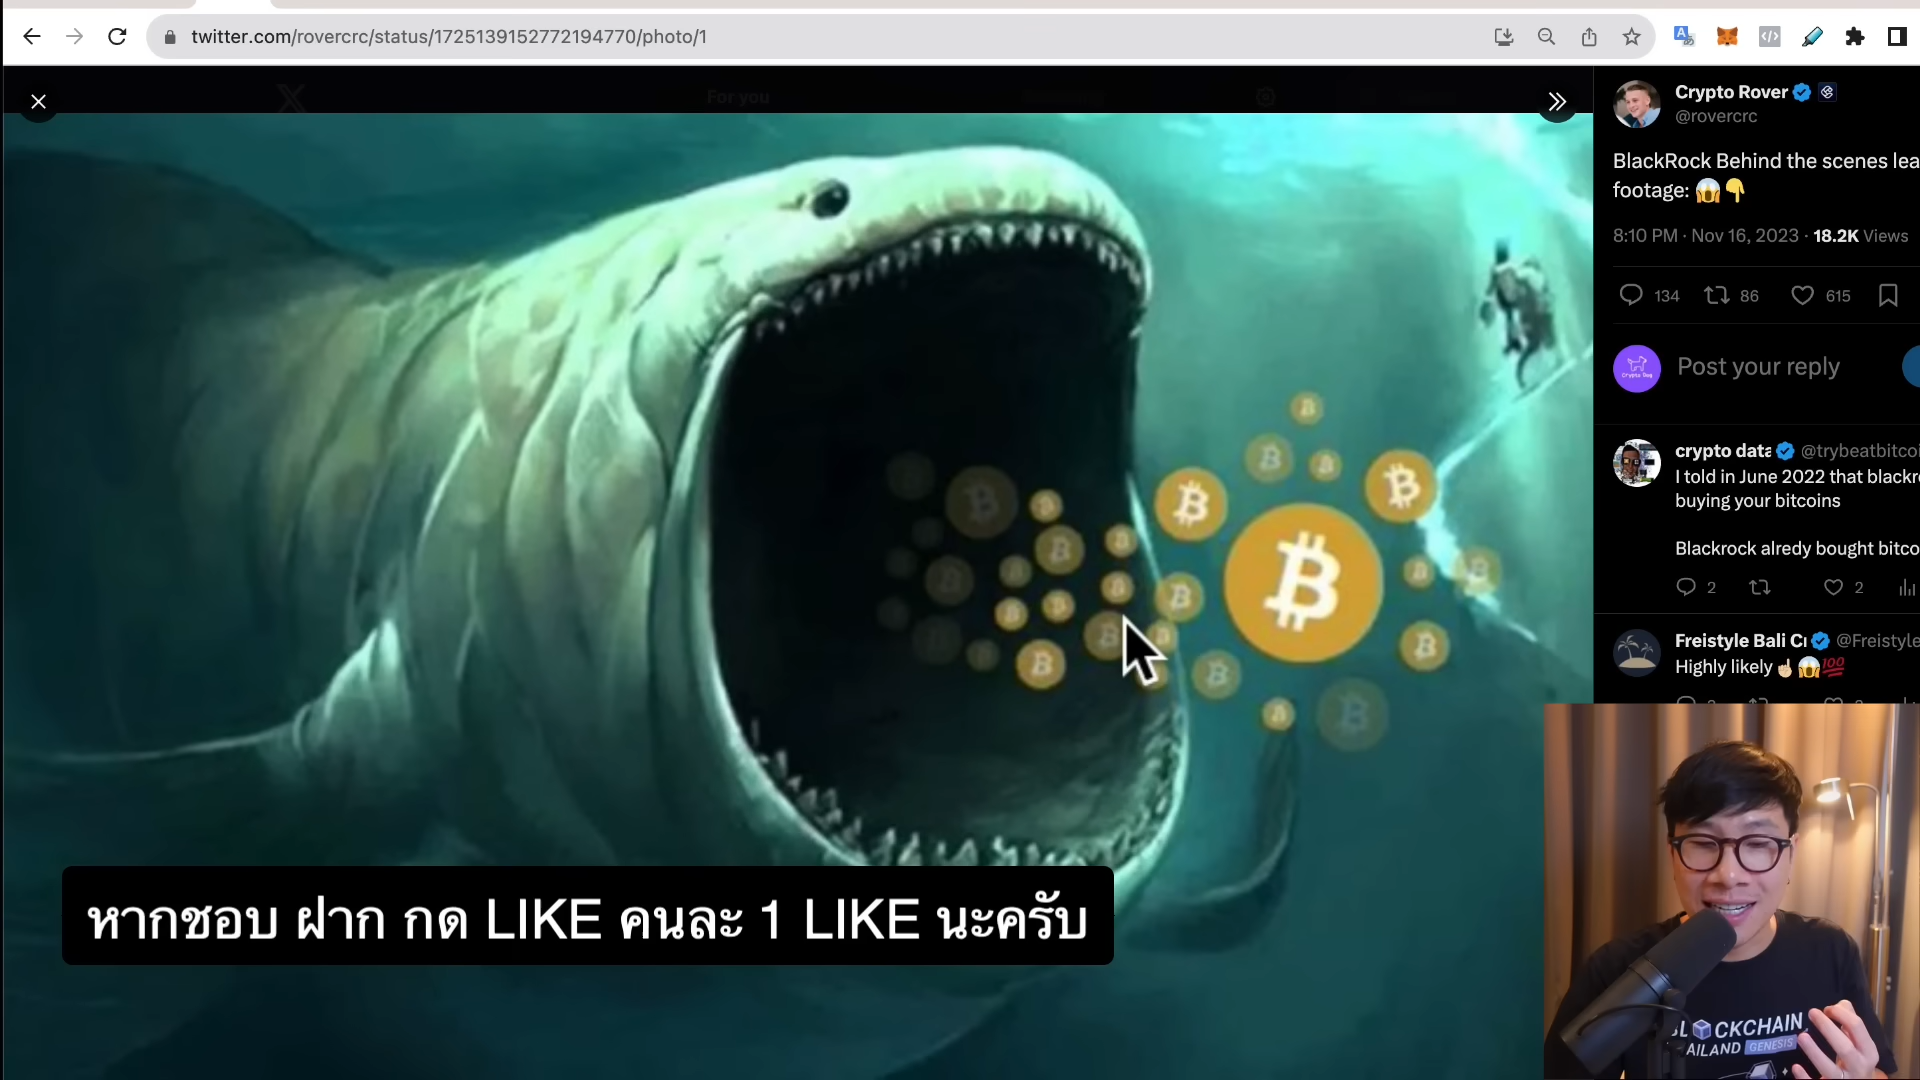 twitter.com/rovercrc/status/1725139152772194770/photo/1
For you
Crypto Rover
@rovercrc
BlackRock Behind the scenes lea
footage: 😱👇
8:10 PM · Nov 16, 2023 · 18.2K Views
134 86 615
Post your reply
crypto data @trybeatbitcoi
I told in June 2022 that blackr
buying your bitcoins
Blackrock alredy bought bitco
2 2
Freistyle Bali @Freistyle
Highly likely☝🏼😱💯
หากชอบ ฝาก กด LIKE คนละ 1 LIKE นะครับ
BLOCKCHAIN
AILAND GENESIS